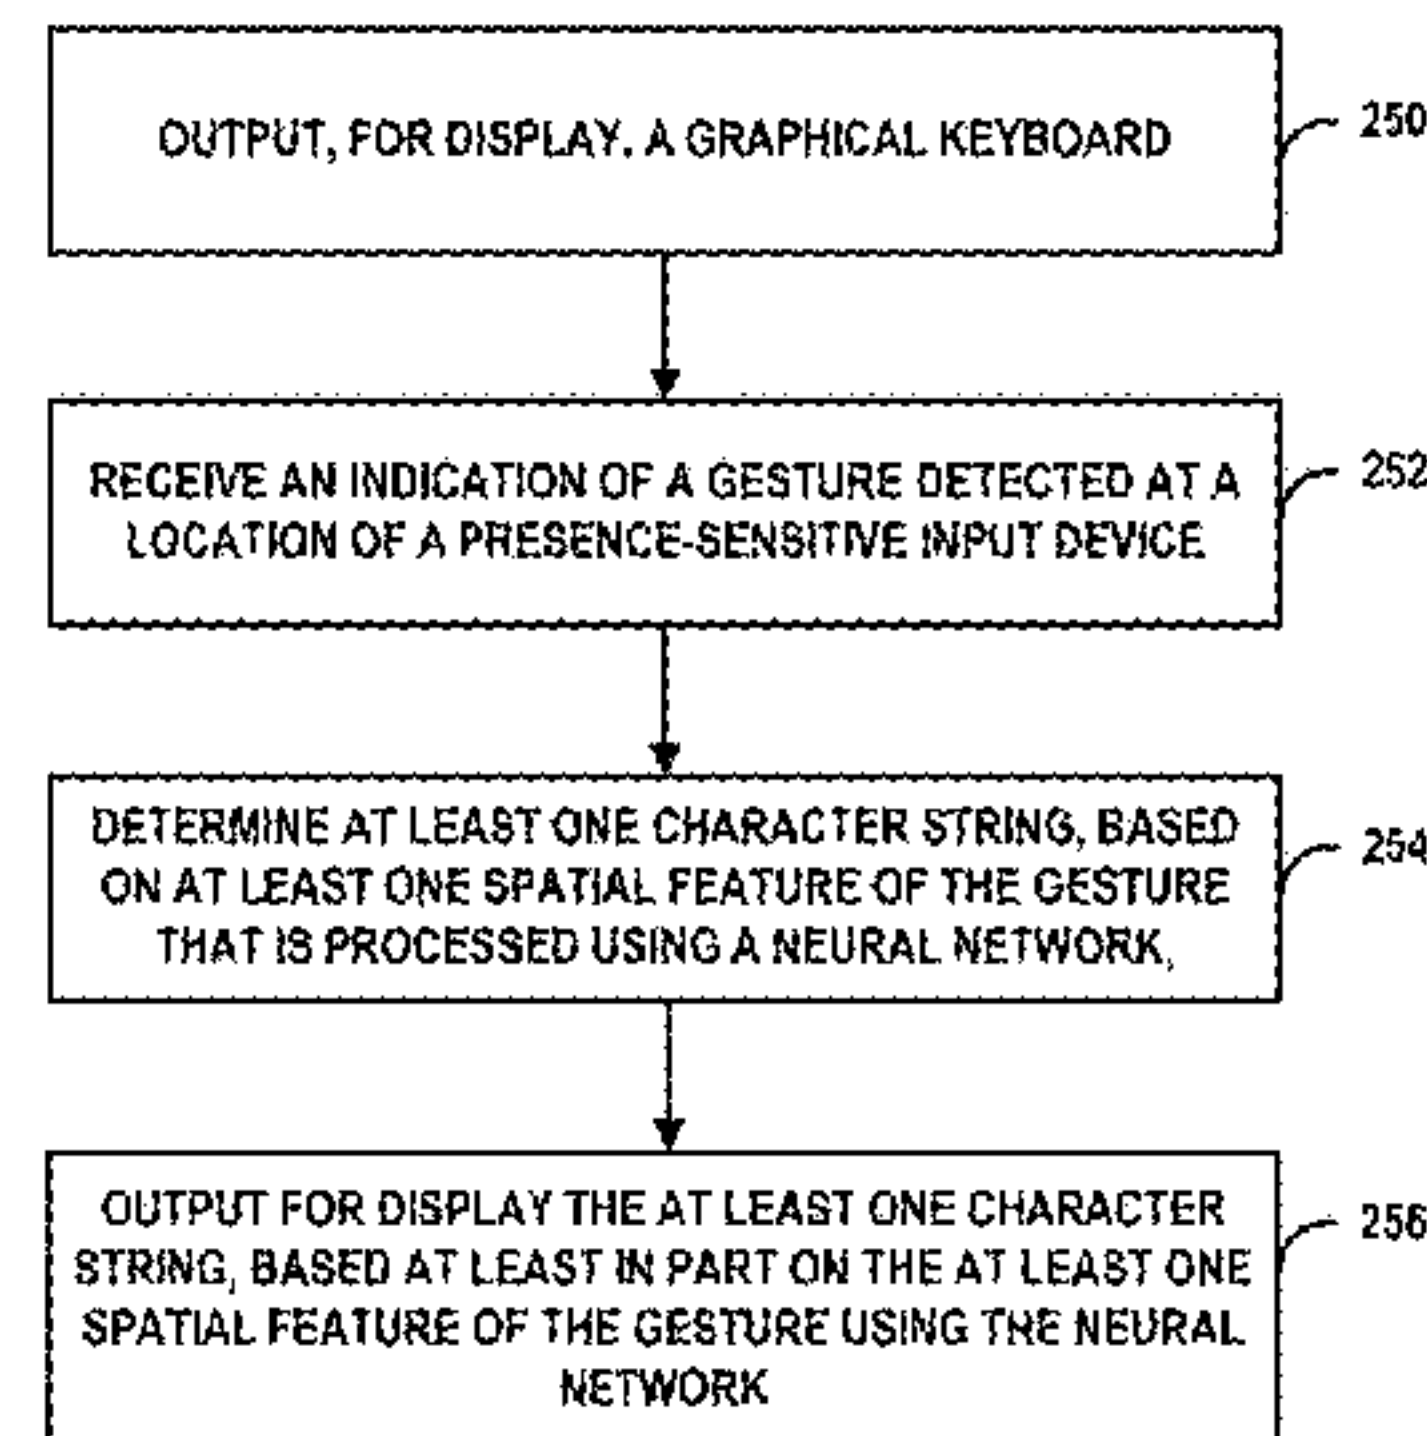 OUTPUT, FOR DISPLAY. A GRAPHICAL KEYBOARD
250
RECEIVE AN INDICATION OF A GESTURE DETECTED AT A
LOCATION OF A PRESENCE-SENSITIVE INPUT DEVICE
252
DETERMINE AT LEAST ONE CHARACTER STRING, BASED
ON AT LEAST ONE SPATIAL FEATURE OF THE GESTURE
THAT IS PROCESSED USING A NEURAL NETWORK,
254
OUTPUT FOR DISPLAY THE AT LEAST ONE CHARACTER
STRING, BASED AT LEAST IN PART ON THE AT LEAST ONE
SPATIAL FEATURE OF THE GESTURE USING THE NEURAL
NETWORK
256